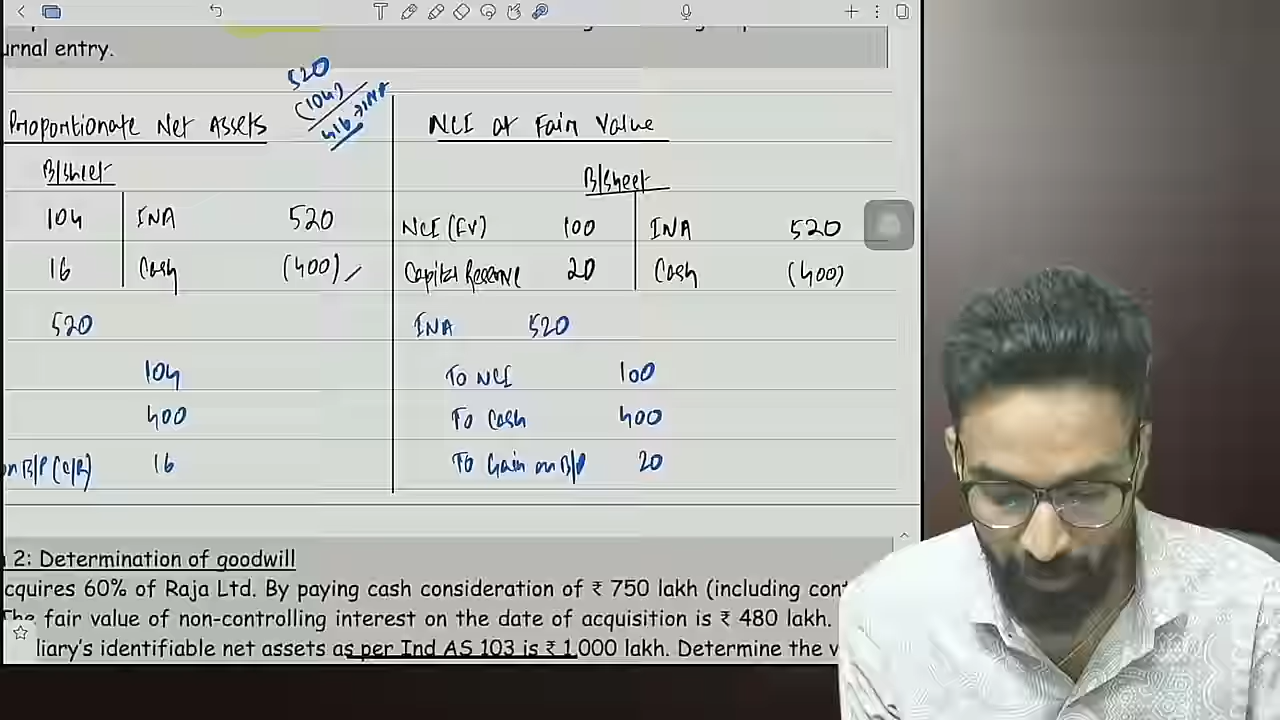 urnal entry.
520
(104)
416 → INA
Proportionate Net Assets
B/sheet
104 INA 520
16 Cash (400)
520
104
400
on B/P (C/R) 16
NCI at Fair Value
B/sheet
NCI (FV) 100 INA 520
Capital Reserve 20 Cash (400)
INA 520
To NCI 100
To Cash 400
To Gain on B/P 20
2: Determination of goodwill
cquires 60% of Raja Ltd. By paying cash consideration of ₹ 750 lakh (including con
The fair value of non-controlling interest on the date of acquisition is ₹ 480 lakh.
liary's identifiable net assets as per Ind AS 103 is ₹ 1,000 lakh. Determine the v